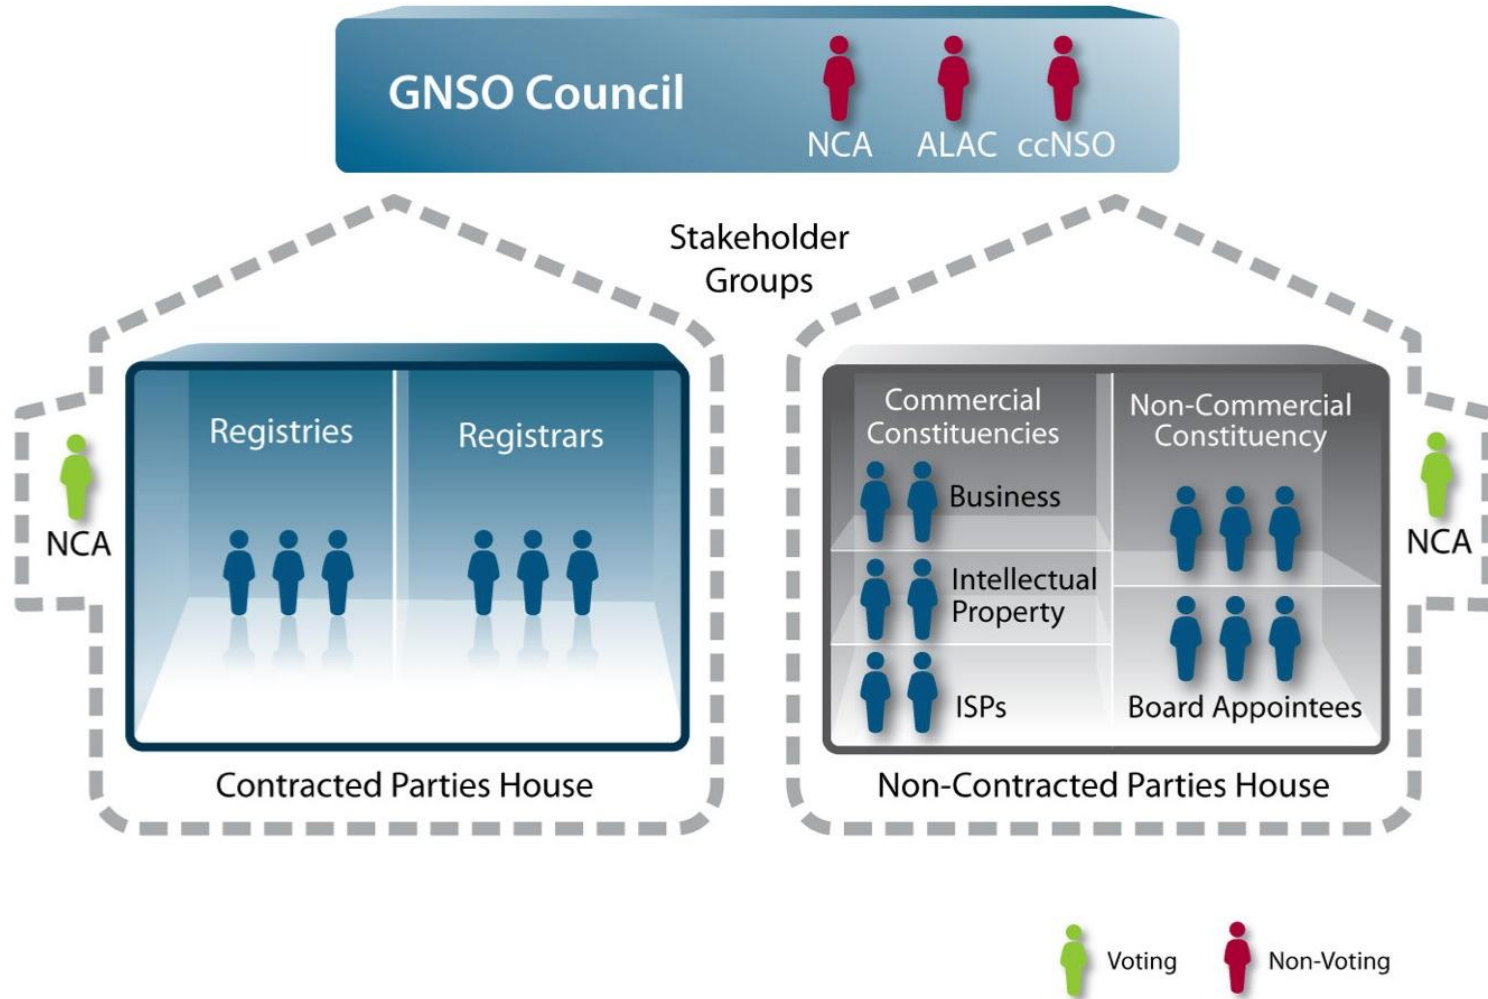 GNSO Council
NCA
ALAC
ccNSO
Stakeholder
Groups
NCA
Registries
Registrars
Contracted Parties House
Commercial
Constituencies
Business
Intellectual
Property
ISPs
Non-Commercial
Constituency
Board Appointees
NCA
Non-Contracted Parties House
Voting
Non-Voting